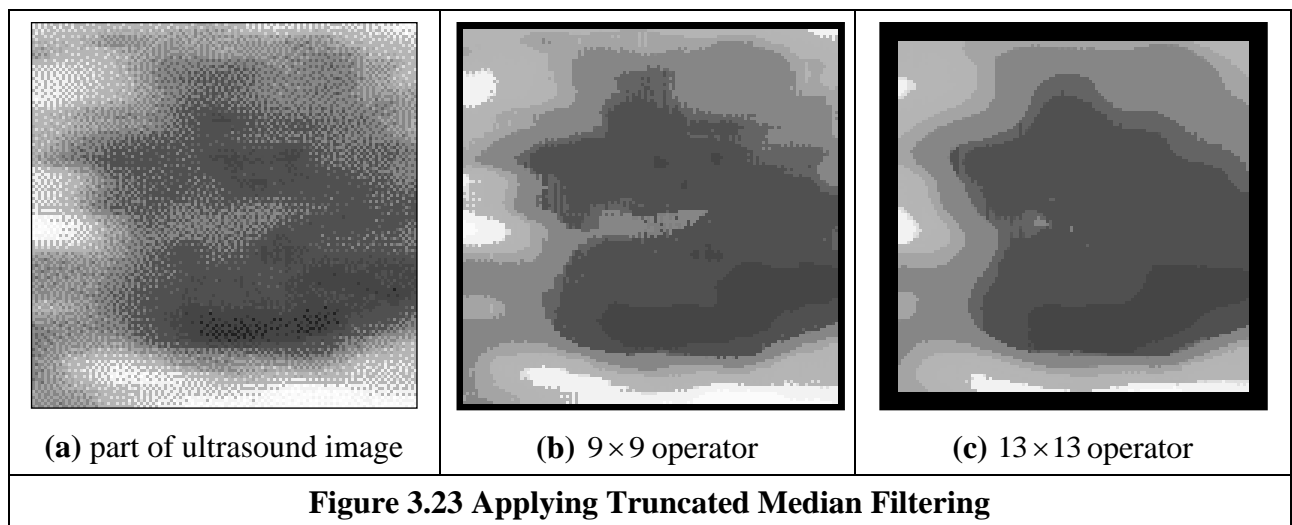 (a) part of ultrasound image
(b) 9×9 operator
(c) 13×13 operator
Figure 3.23 Applying Truncated Median Filtering